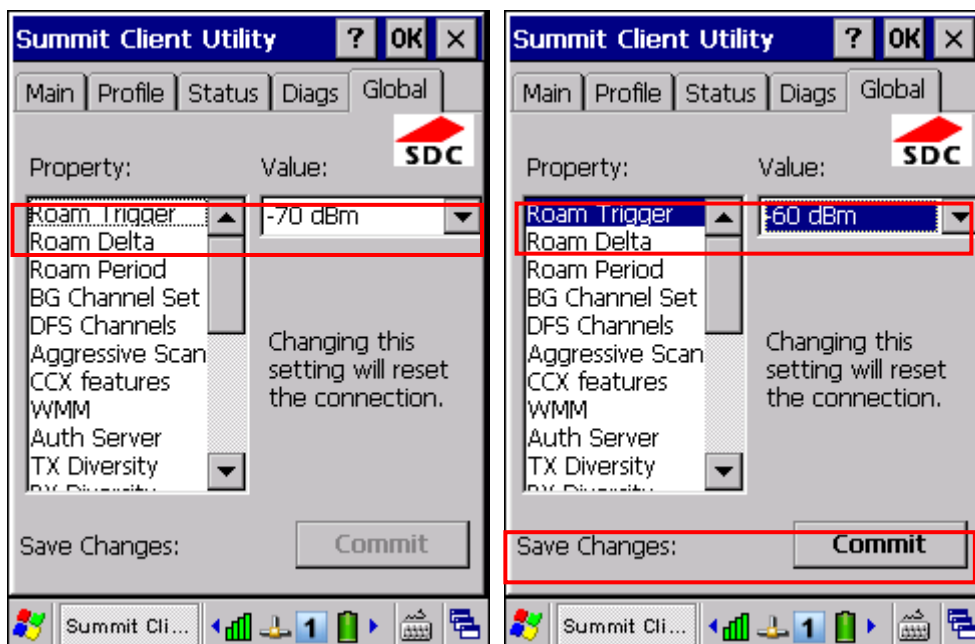 Summit Client Utility ? OK ×
Main Profile Status Diags Global
SDC
Property: Value:
Roam Trigger -70 dBm
Roam Delta
Roam Period
BG Channel Set
DFS Channels
Aggressive Scan
CCX features
WMM
Auth Server
TX Diversity
Changing this
setting will reset
the connection.
Save Changes: Commit
Summit Cli... 1
Summit Client Utility ? OK ×
Main Profile Status Diags Global
SDC
Property: Value:
Roam Trigger -60 dBm
Roam Delta
Roam Period
BG Channel Set
DFS Channels
Aggressive Scan
CCX features
WMM
Auth Server
TX Diversity
Changing this
setting will reset
the connection.
Save Changes: Commit
Summit Cli... 1